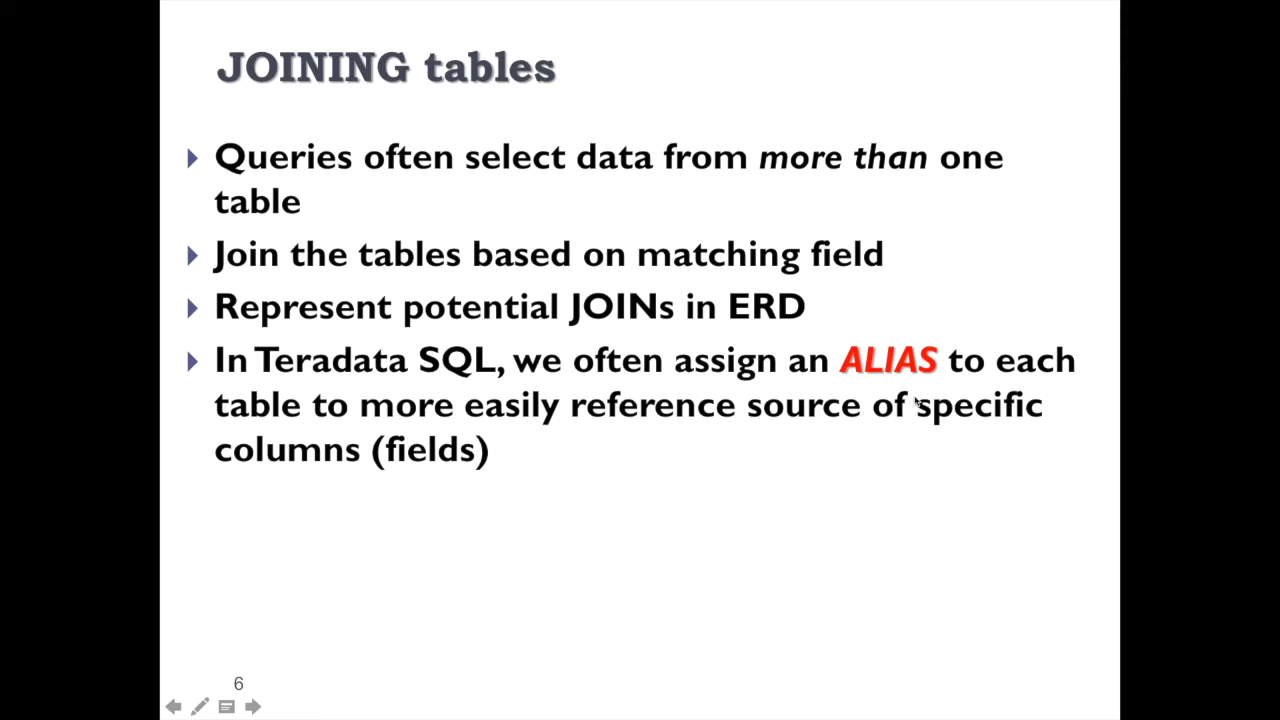 JOINING tables
Queries often select data from more than one
table
Join the tables based on matching field
Represent potential JOINs in ERD
In Teradata SQL, we often assign an ALIAS to each
table to more easily reference source of specific
columns (fields)
6